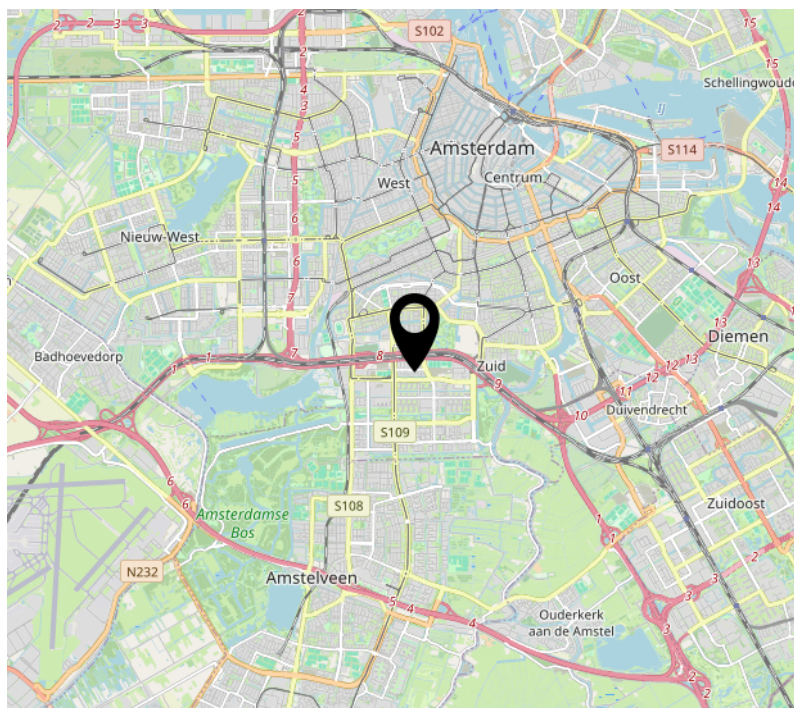 15
2
3
2
S102
15
Schellingwoude
4
3
IJ
Amsterdam
S114
5
West
Centrum
14
14
6
Nieuw-West
6
13
13
Oost
7
Diemen
Badhoevedorp
1
1
7
8
Zuid
12
12
9
11
10
Duivendrecht
S109
6
6
S108
Zuidoost
Amsterdamse
Bos
1
1
N232
Amstelveen
2
3
3
5
4
4
Ouderkerk
aan de Amstel
3
2
2